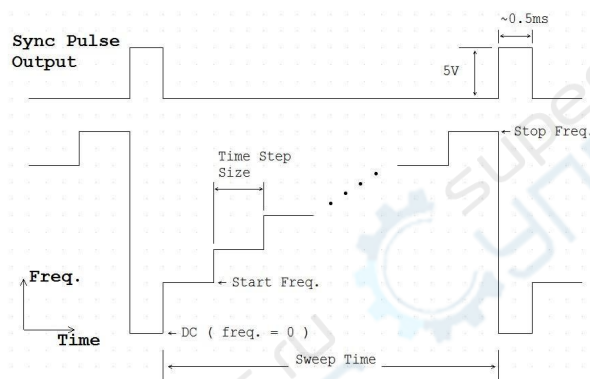 ~0.5ms
Sync Pulse
Output
5V
← Stop Freq.
Time Step
Size
Freq.
← Start Freq.
← DC ( freq. = 0 )
Time
Sweep Time